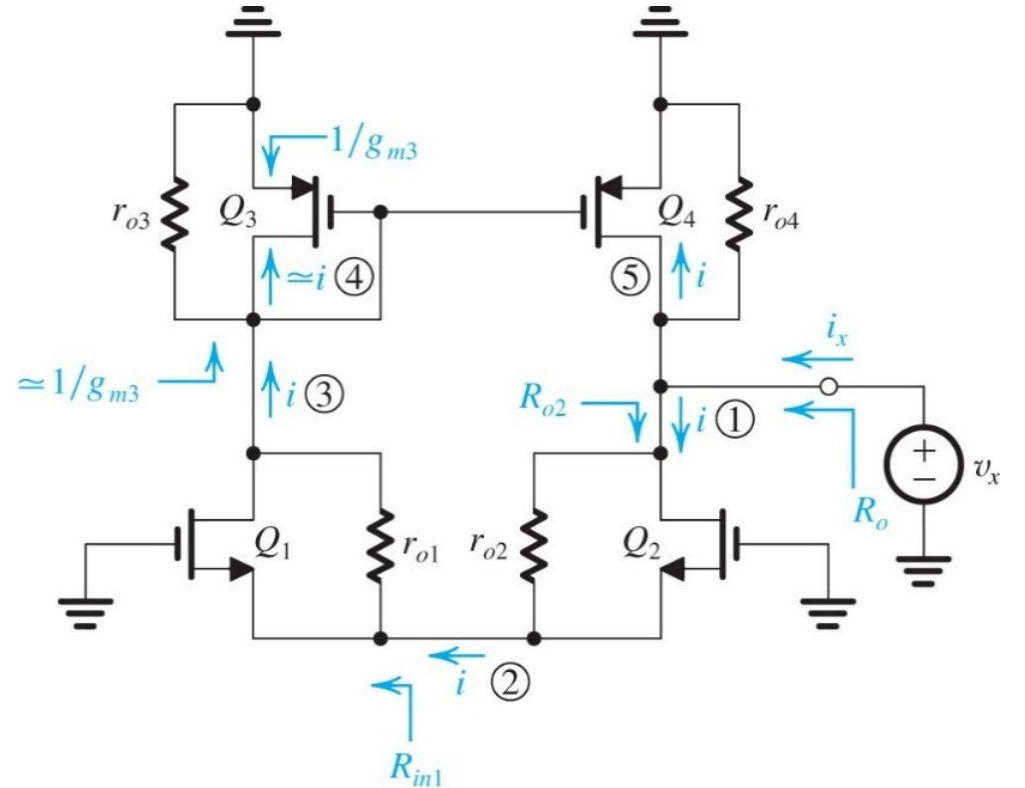 1/g_m3
r_o3
Q_3
Q_4
r_o4
≃i ④
⑤ i
i_x
≃1/g_m3
i ③
R_o2
i ①
+
−
v_x
R_o
Q_1
r_o1
r_o2
Q_2
i ②
R_in1